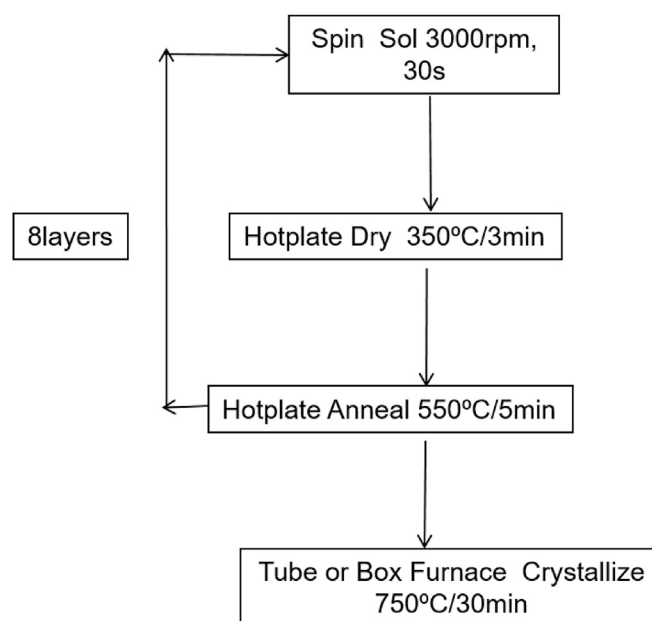 Spin Sol 3000rpm,
30s
8layers
Hotplate Dry 350ºC/3min
Hotplate Anneal 550ºC/5min
Tube or Box Furnace Crystallize
750ºC/30min